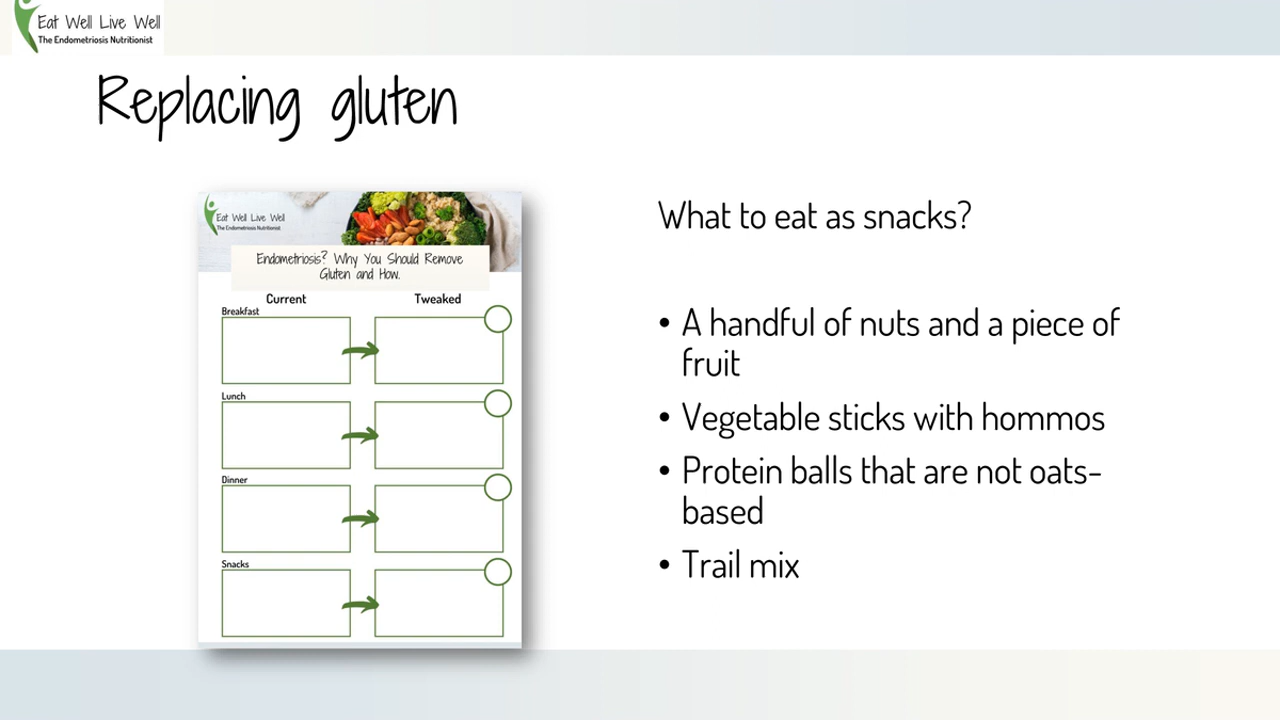 Eat Well Live Well
The Endometriosis Nutritionist
Replacing gluten
Eat Well Live Well
The Endometriosis Nutritionist
Endometriosis? Why You Should Remove
Gluten and How.
Current
Tweaked
Breakfast
Lunch
Dinner
Snacks
What to eat as snacks?
• A handful of nuts and a piece of
fruit
• Vegetable sticks with hommos
• Protein balls that are not oats-
based
• Trail mix